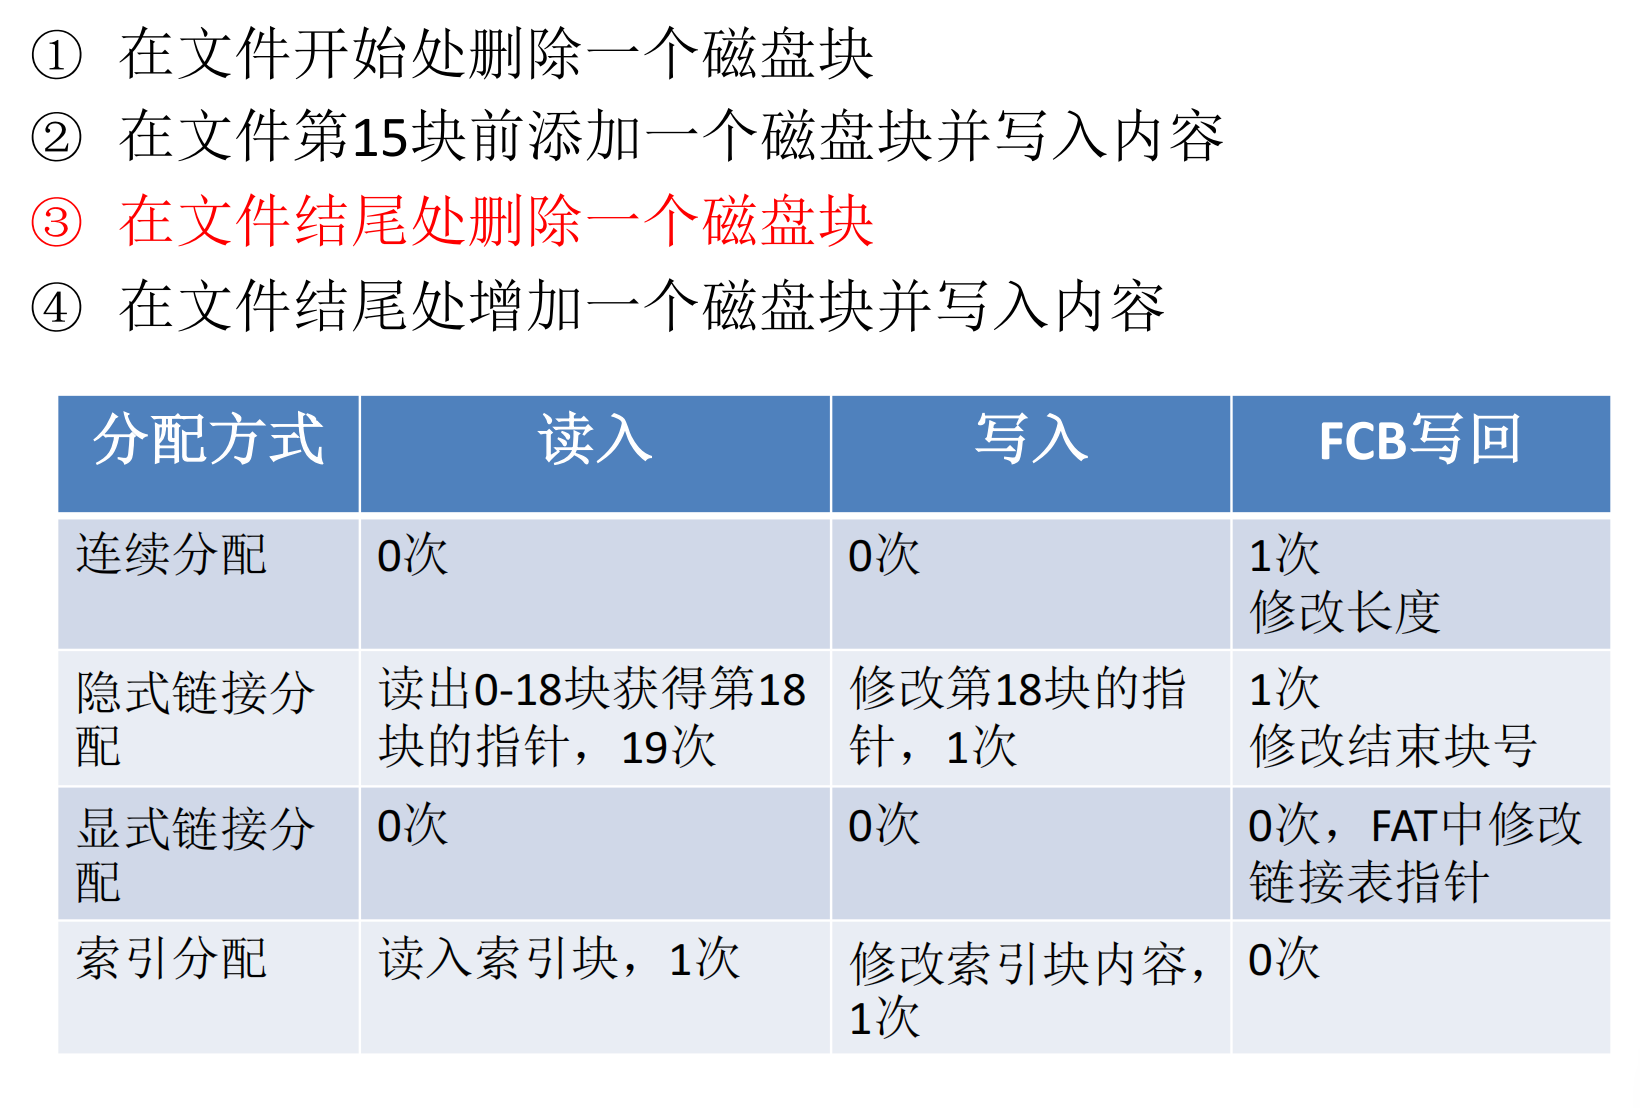 ① 在文件开始处删除一个磁盘块
② 在文件第15块前添加一个磁盘块并写入内容
③ 在文件结尾处删除一个磁盘块
④ 在文件结尾处增加一个磁盘块并写入内容
分配方式 读入 写入 FCB写回
连续分配 0次 0次 1次
修改长度
隐式链接分 读出0-18块获得第18 修改第18块的指 1次
配 块的指针，19次 针，1次 修改结束块号
显式链接分 0次 0次 0次，FAT中修改
配 链接表指针
索引分配 读入索引块，1次 修改索引块内容， 0次
1次